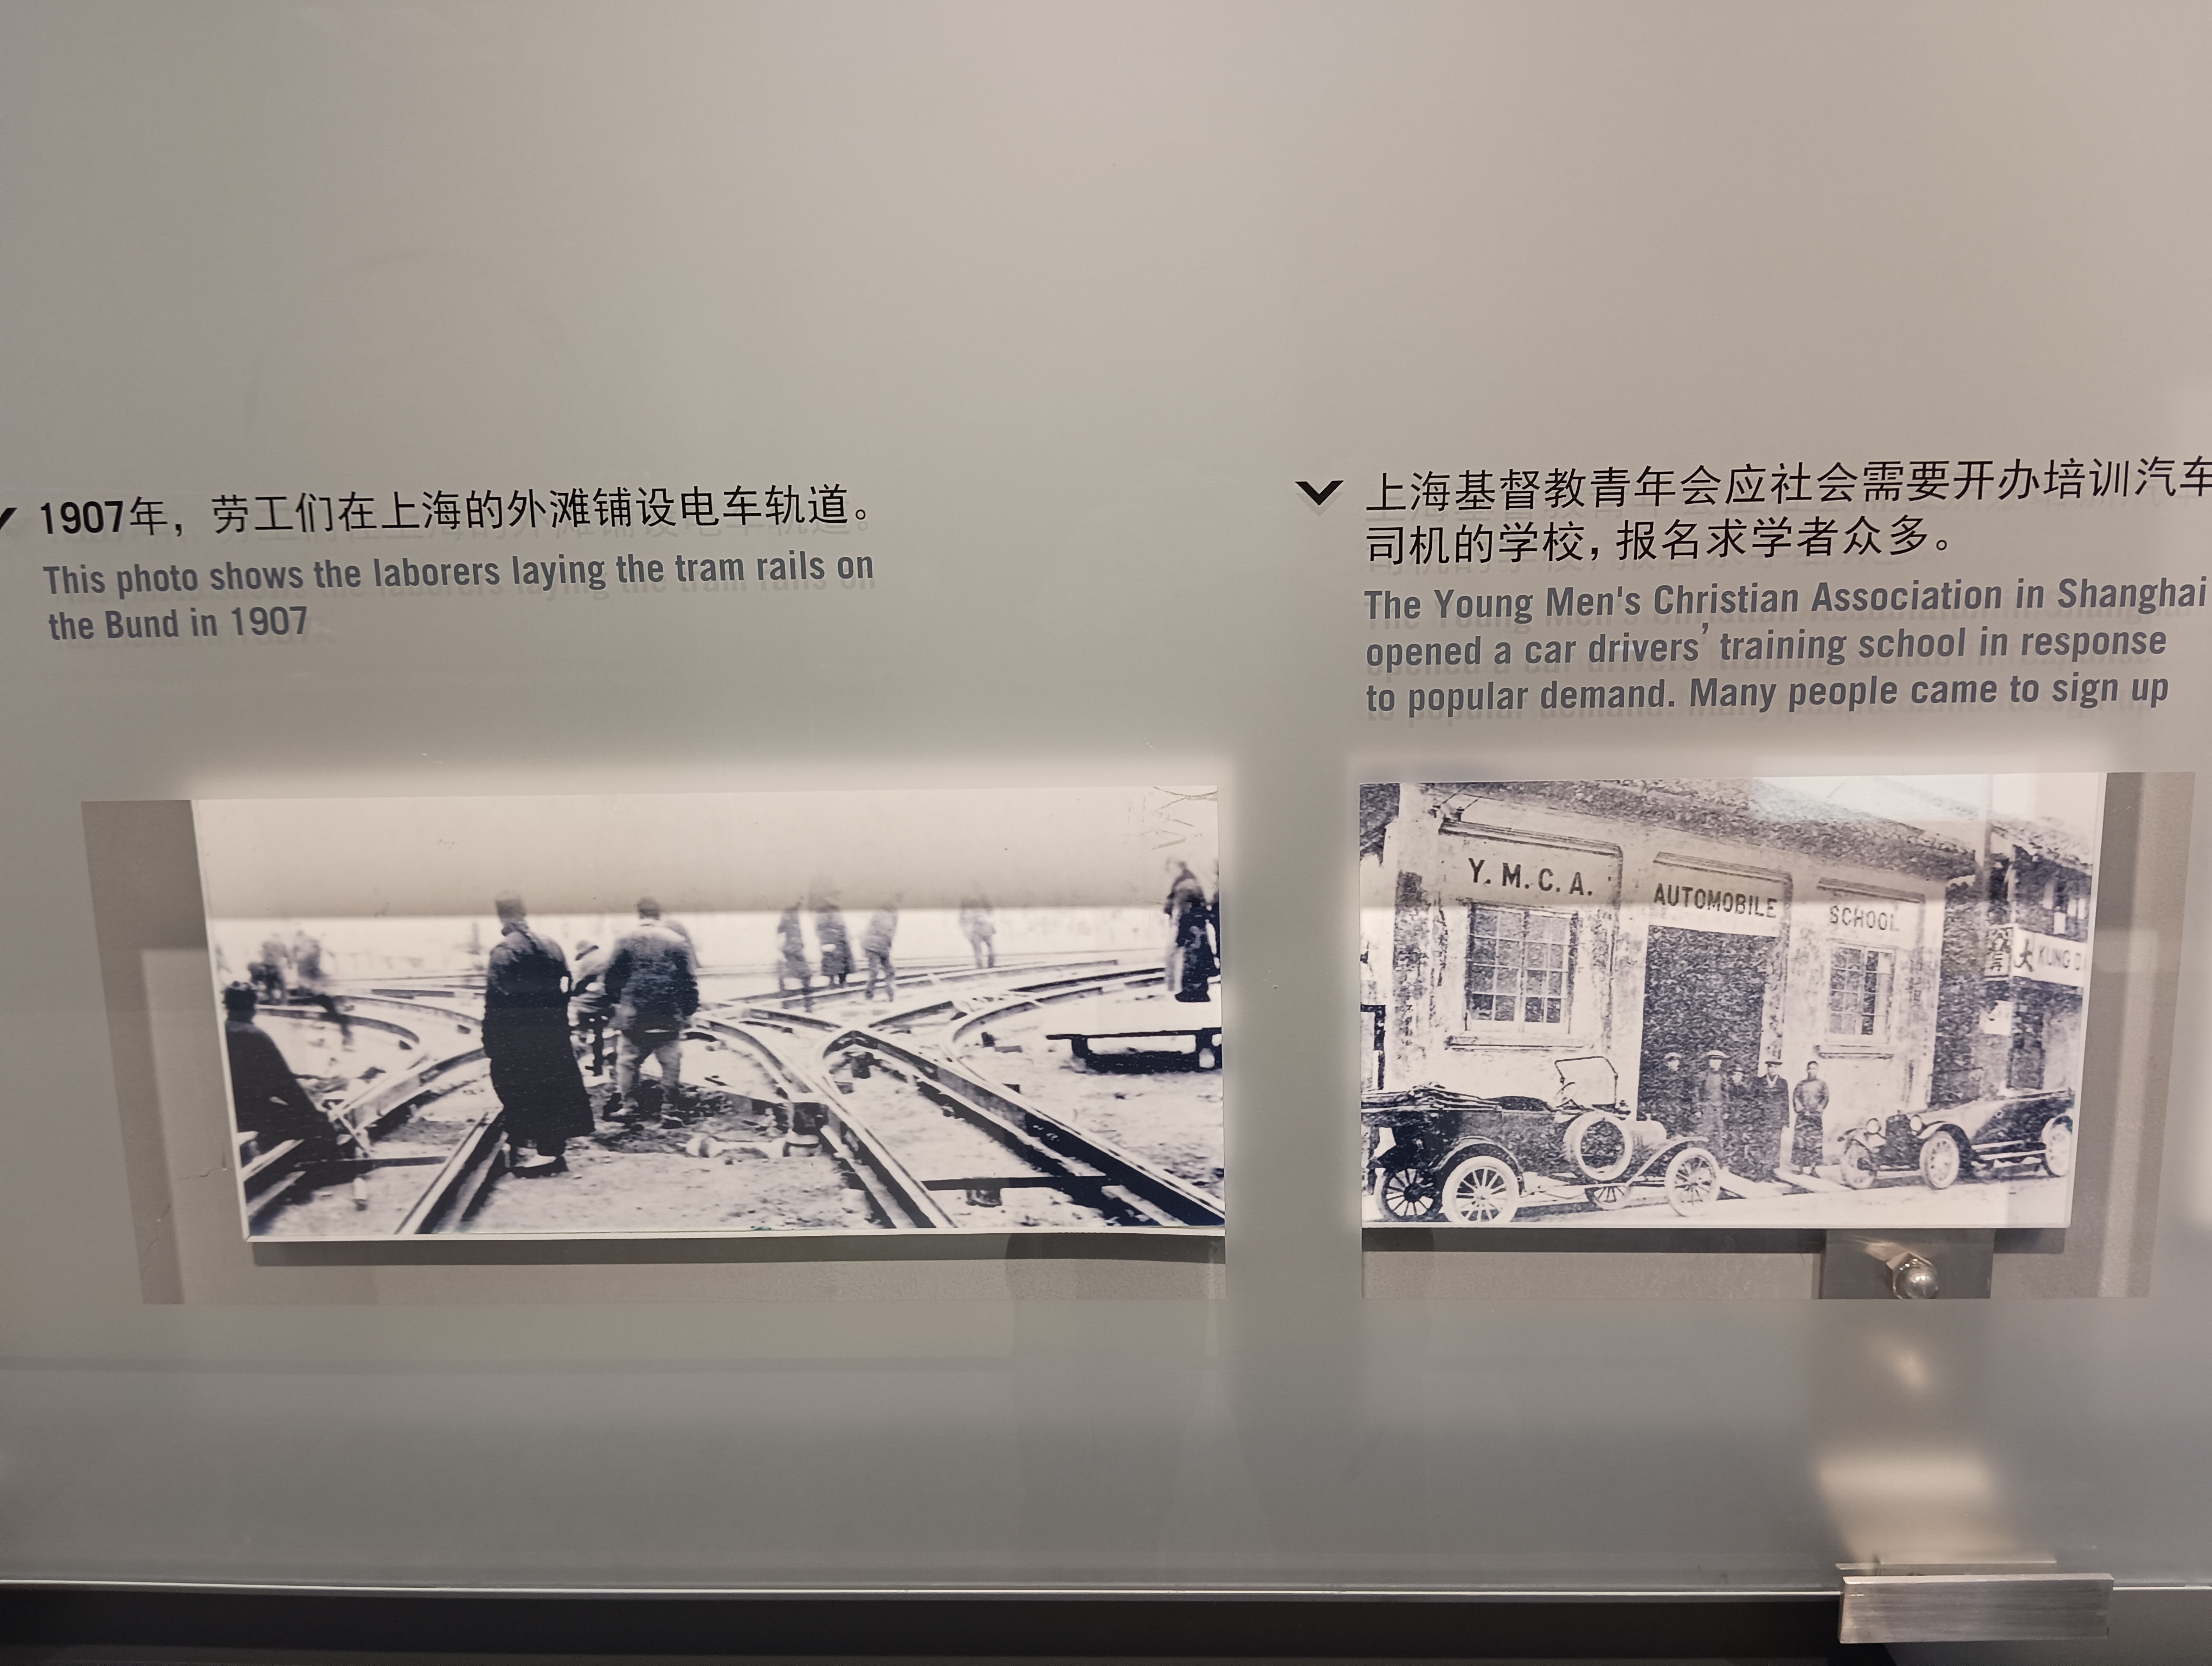 1907年，劳工们在上海的外滩铺设电车轨道。
This photo shows the laborers laying the tram rails on
the Bund in 1907
上海基督教青年会应社会需要开办培训汽车
司机的学校，报名求学者众多。
The Young Men's Christian Association in Shanghai
opened a car drivers’ training school in response
to popular demand. Many people came to sign up
Y. M. C. A.
AUTOMOBILE
SCHOOL
大 KUNG D